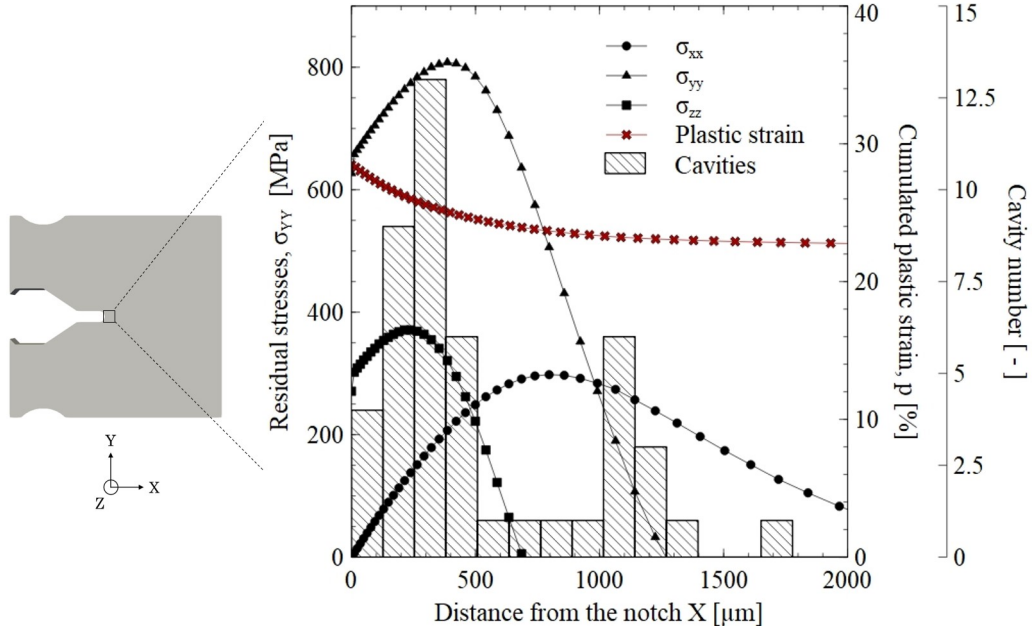 Y
Z X
Residual stresses, σYY [MPa]
800
600
400
200
0
σxx
σyy
σzz
Plastic strain
Cavities
0 500 1000 1500 2000
Distance from the notch X [µm]
40
30
20
10
0
Cumulated plastic strain, p [%]
15
12.5
10
7.5
5
2.5
0
Cavity number [ - ]